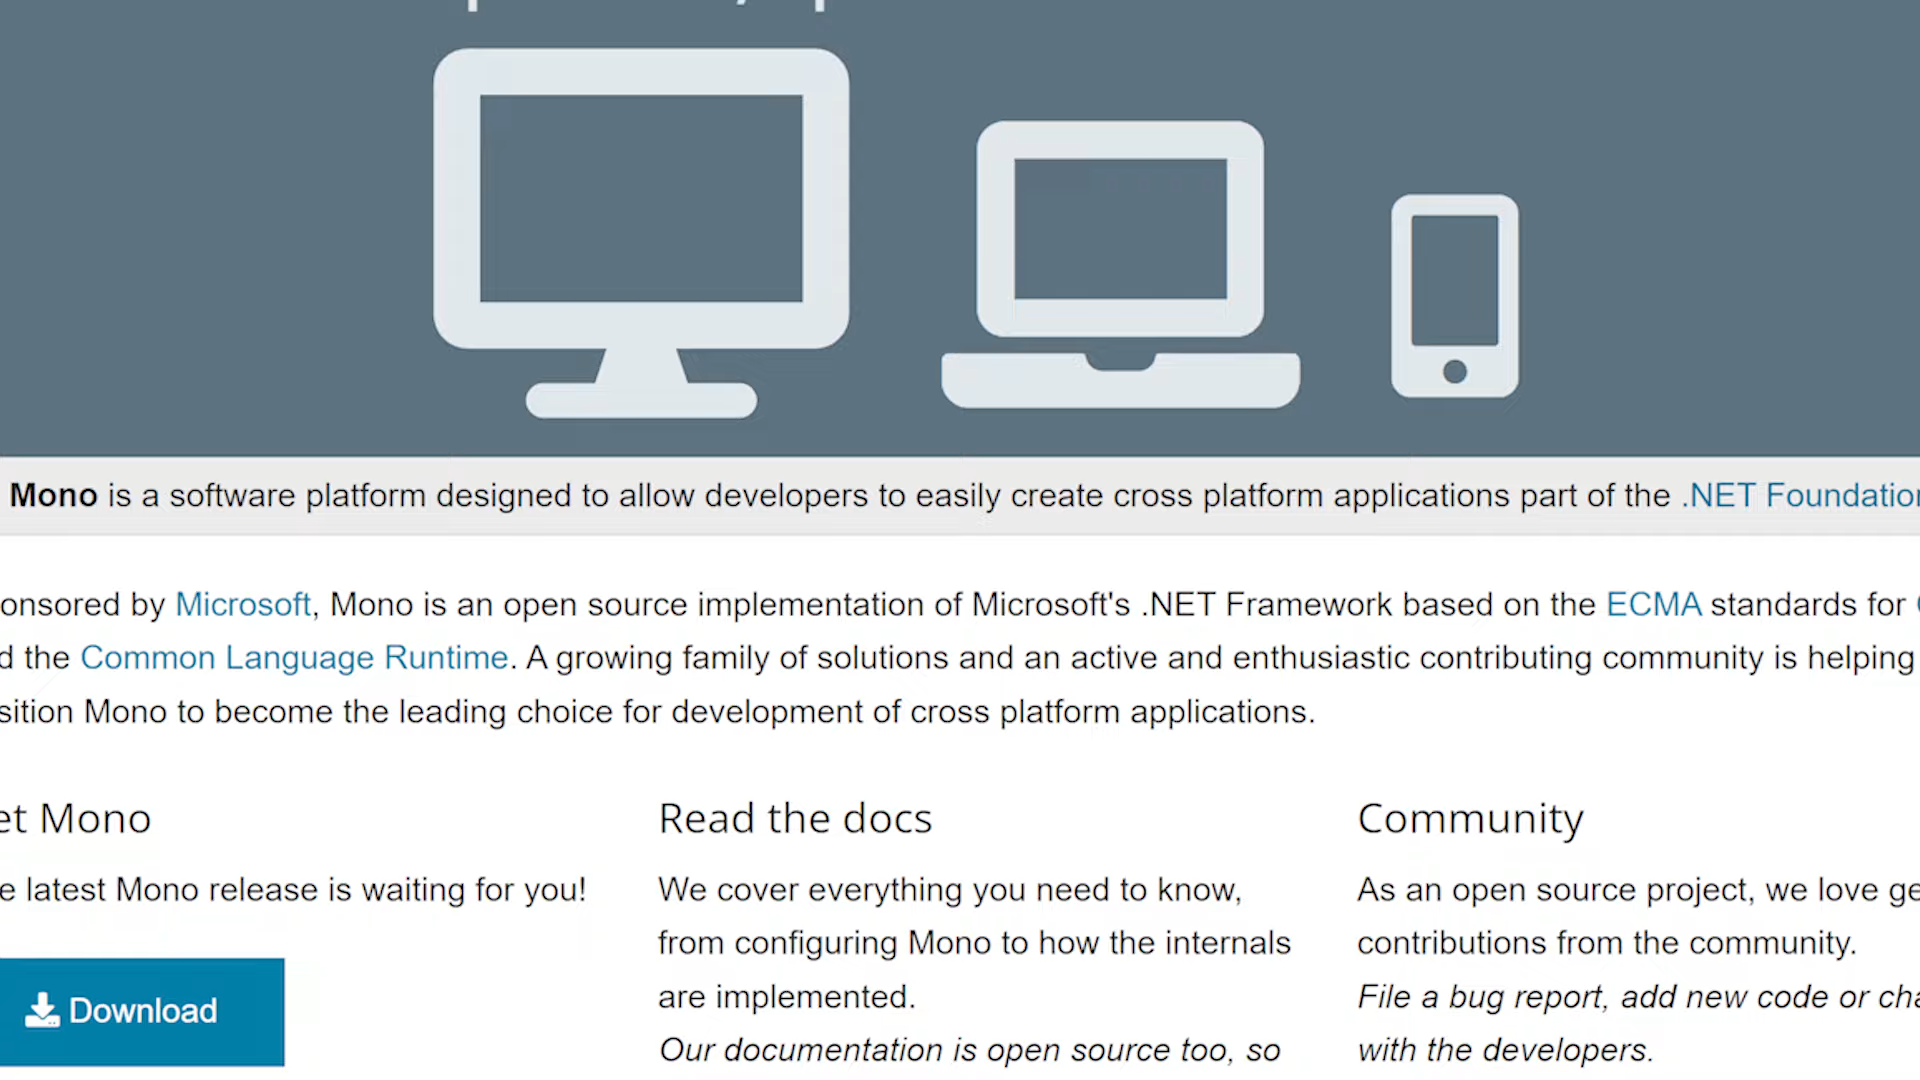 Mono is a software platform designed to allow developers to easily create cross platform applications part of the .NET
by Microsoft, Mono is an open source implementation of Microsoft's .NET Framework based on the ECMA standards for
the Common Language Runtime. A growing family of solutions and an active and enthusiastic contributing community is helping
Mono to become the leading choice for development of cross platform applications.
Mono
latest Mono release is waiting for you!
Download
Read the docs
We cover everything you need to know,
from configuring Mono to how the internals
are implemented.
Our documentation is open source too, so
Community
As an open source project, we love
contributions from the community.
File a bug report, add new code or
with the developers.